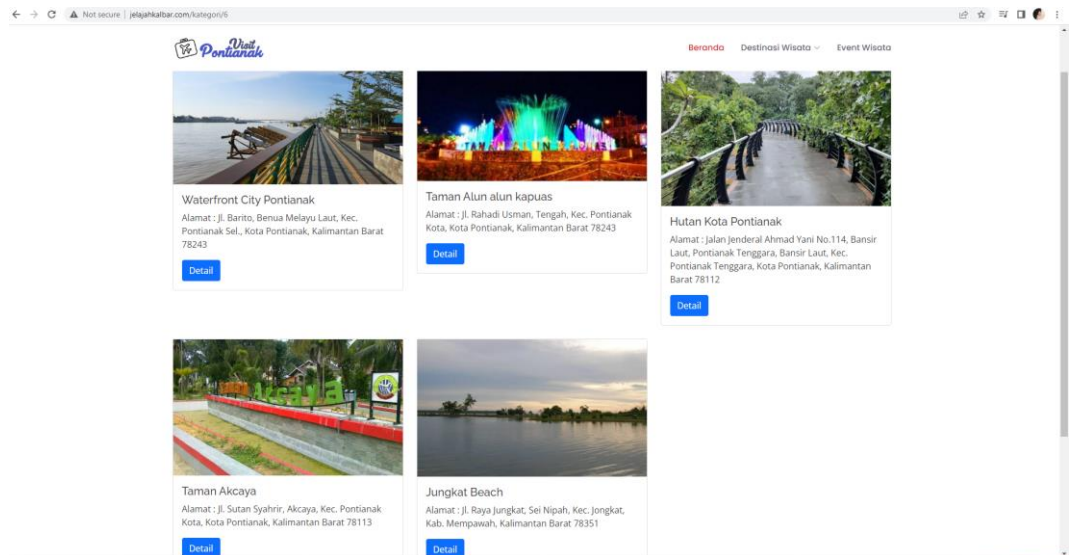 Not secure | jelajahkalbar.com/kategori/6
Visit
Pontianak
Beranda Destinasi Wisata Event Wisata
Waterfront City Pontianak
Alamat : Jl. Barito, Benua Melayu Laut, Kec.
Pontianak Sel., Kota Pontianak, Kalimantan Barat
78243
Detail
TAMAN ALUN KAPUAS
Taman Alun alun kapuas
Alamat : Jl. Rahadi Usman, Tengah, Kec. Pontianak
Kota, Kota Pontianak, Kalimantan Barat 78243
Detail
Hutan Kota Pontianak
Alamat : Jalan Jenderal Ahmad Yani No.114, Bansir
Laut, Pontianak Tenggara, Bansir Laut, Kec.
Pontianak Tenggara, Kota Pontianak, Kalimantan
Barat 78112
Detail
AKCAYA
Taman Akcaya
Alamat : Jl. Sutan Syahrir, Akcaya, Kec. Pontianak
Kota, Kota Pontianak, Kalimantan Barat 78113
Detail
Jungkat Beach
Alamat : Jl. Raya Jungkat, Sei Nipah, Kec. Jongkat,
Kab. Mempawah, Kalimantan Barat 78351
Detail